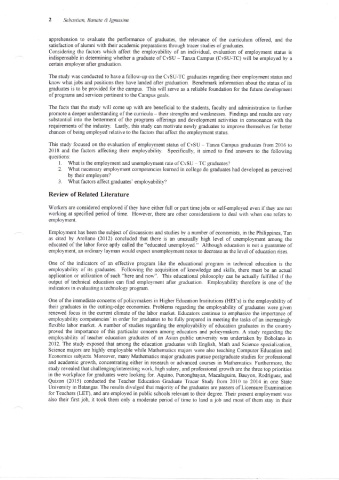 2 Salvacion, Romaro & Ignacion
apprehension to evaluate the performance of graduates, the relevance of the curriculum offered, and the
satisfaction of alumni with their academic preparations through tracer studies of graduates.
Considering the factors which affect the employability of an individual, evaluation of employment status is
indispensable in determining whether a graduate of CvSU - Tanza Campus (CvSU-TC) will be employed by a
certain employer after graduation.
The study was conducted to have a follow-up on the CvSU-TC graduates regarding their employment status and
know what jobs and positions they have landed after graduation. Benchmark information about the status of its
graduates is to be provided for the campus. This will serve as a reliable foundation for the future development
of programs and services pertinent to the Campus goals.
The facts that the study will come up with are beneficial to the students, faculty and administration to further
promote a deeper understanding of the curricula – their strengths and weaknesses. Findings and results are very
substantial into the betterment of the programs offerings and development activities in consonance with the
requirements of the industry. Lastly, this study can motivate newly graduates to improve themselves for better
chances of being employed relative to the factors that affect the employment status.
This study focused on the evaluation of employment status of CvSU - Tanza Campus graduates from 2016 to
2018 and the factors affecting their employability. Specifically, it aimed to find answers to the following
questions:
1. What is the employment and unemployment rate of CvSU – TC graduates?
2. What necessary employment competencies learned in college do graduates had developed as perceived
by their employers?
3. What factors affect graduates' employability?
Review of Related Literature
Workers are considered employed if they have either full or part time jobs or self-employed even if they are not
working at specified period of time. However, there are other considerations to deal with when one refers to
employment.
Employment has been the subject of discussions and studies by a number of economists, in the Philippines, Tan
as cited by Arellano (2012) concluded that there is an unusually high level of unemployment among the
educated of the labor force aptly called the "educated unemployed". Although education is not a guarantee of
employment, an ordinary layman would expect unemployment rates to decrease as the level of education rises.
One of the indicators of an effective program like the educational program in technical education is the
employability of its graduates. Following the acquisition of knowledge and skills, there must be an actual
application or utilization of such "here and now". This educational philosophy can be actually fulfilled if the
output of technical education can find employment after graduation. Employability therefore is one of the
indicators in evaluating a technology program.
One of the immediate concerns of policymakers in Higher Education Institutions (HEI's) is the employability of
their graduates in the cutting-edge economies. Problems regarding the employability of graduates were given
renewed focus in the current climate of the labor market. Educators continue to emphasize the importance of
employability competencies in order for graduates to be fully prepared in meeting the tasks of an increasingly
flexible labor market. A number of studies regarding the employability of education graduates in the country
proved the importance of this particular concern among educators and policymakers. A study regarding the
employability of teacher education graduates of an Asian public university was undertaken by Boholano in
2012. The study exposed that among the education graduates with English, Math and Science specialization,
Science majors are highly employable while Mathematics majors were also teaching Computer Education and
Economics subjects. Moreover, many Mathematics major graduates pursue postgraduate studies for professional
and academic growth, concentrating either in research or advanced courses in Mathematics. Furthermore, the
study revealed that challenging/interesting work, high salary, and professional growth are the three top priorities
in the workplace for graduates were looking for. Aquino, Punongbayan, Macalaguim, Bauyon, Rodriguez, and
Quizon (2015) conducted the Teacher Education Graduate Tracer Study from 2010 to 2014 in one State
University in Batangas. The results divulged that majority of the graduates are passers of Licensure Examination
for Teachers (LET), and are employed in public schools relevant to their degree. Their present employment was
also their first job, it took them only a moderate period of time to land a job and most of them stay in their